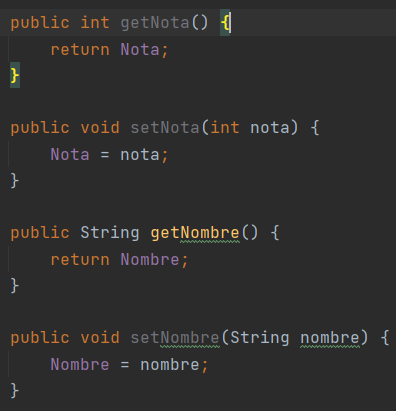 public int getNota() {
return Nota;
}
public void setNota(int nota) {
Nota = nota;
}
public String getNombre() {
return Nombre;
}
public void setNombre(String nombre) {
Nombre = nombre;
}